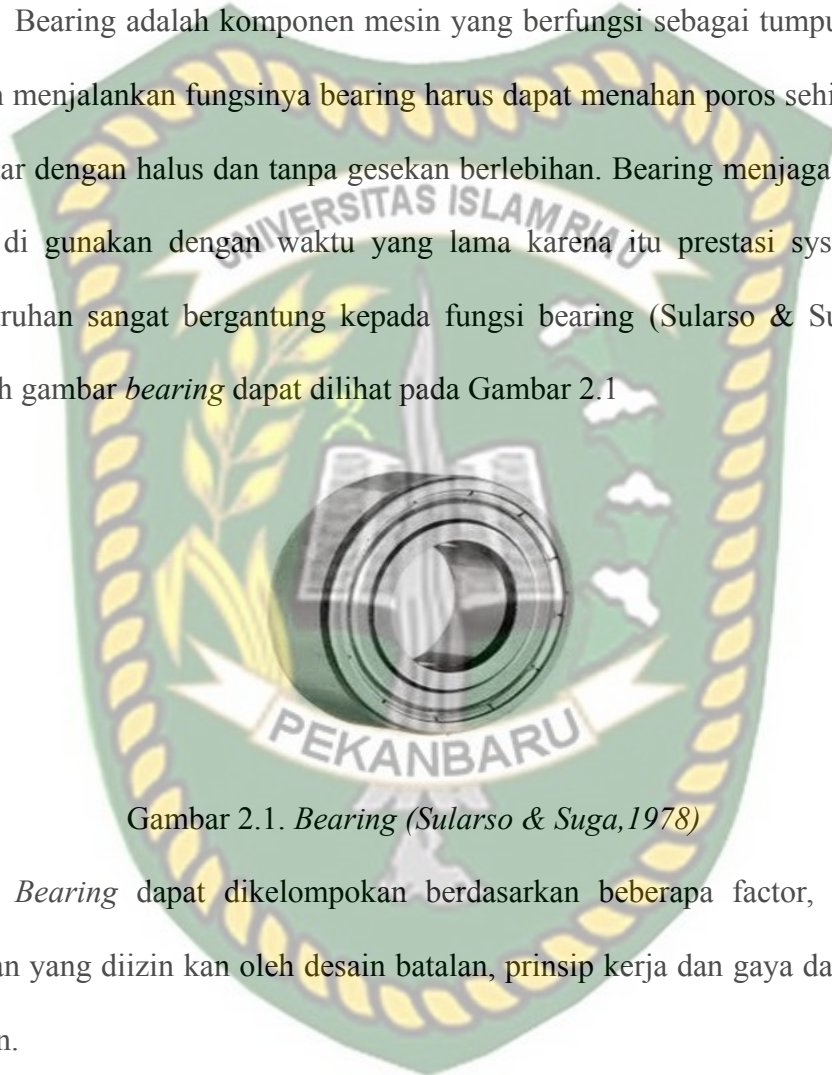 Bearing adalah komponen mesin yang berfungsi sebagai tumpu
menjalankan fungsinya bearing harus dapat menahan poros sehi
ar dengan halus dan tanpa gesekan berlebihan. Bearing menjaga
di gunakan dengan waktu yang lama karena itu prestasi sys
ruhan sangat bergantung kepada fungsi bearing (Sularso & Su
h gambar bearing dapat dilihat pada Gambar 2.1
UNIVERSITAS ISLAM RIAU
PEKANBARU
Gambar 2.1. Bearing (Sularso & Suga,1978)
Bearing dapat dikelompokan berdasarkan beberapa factor,
an yang diizin kan oleh desain batalan, prinsip kerja dan gaya da
n.